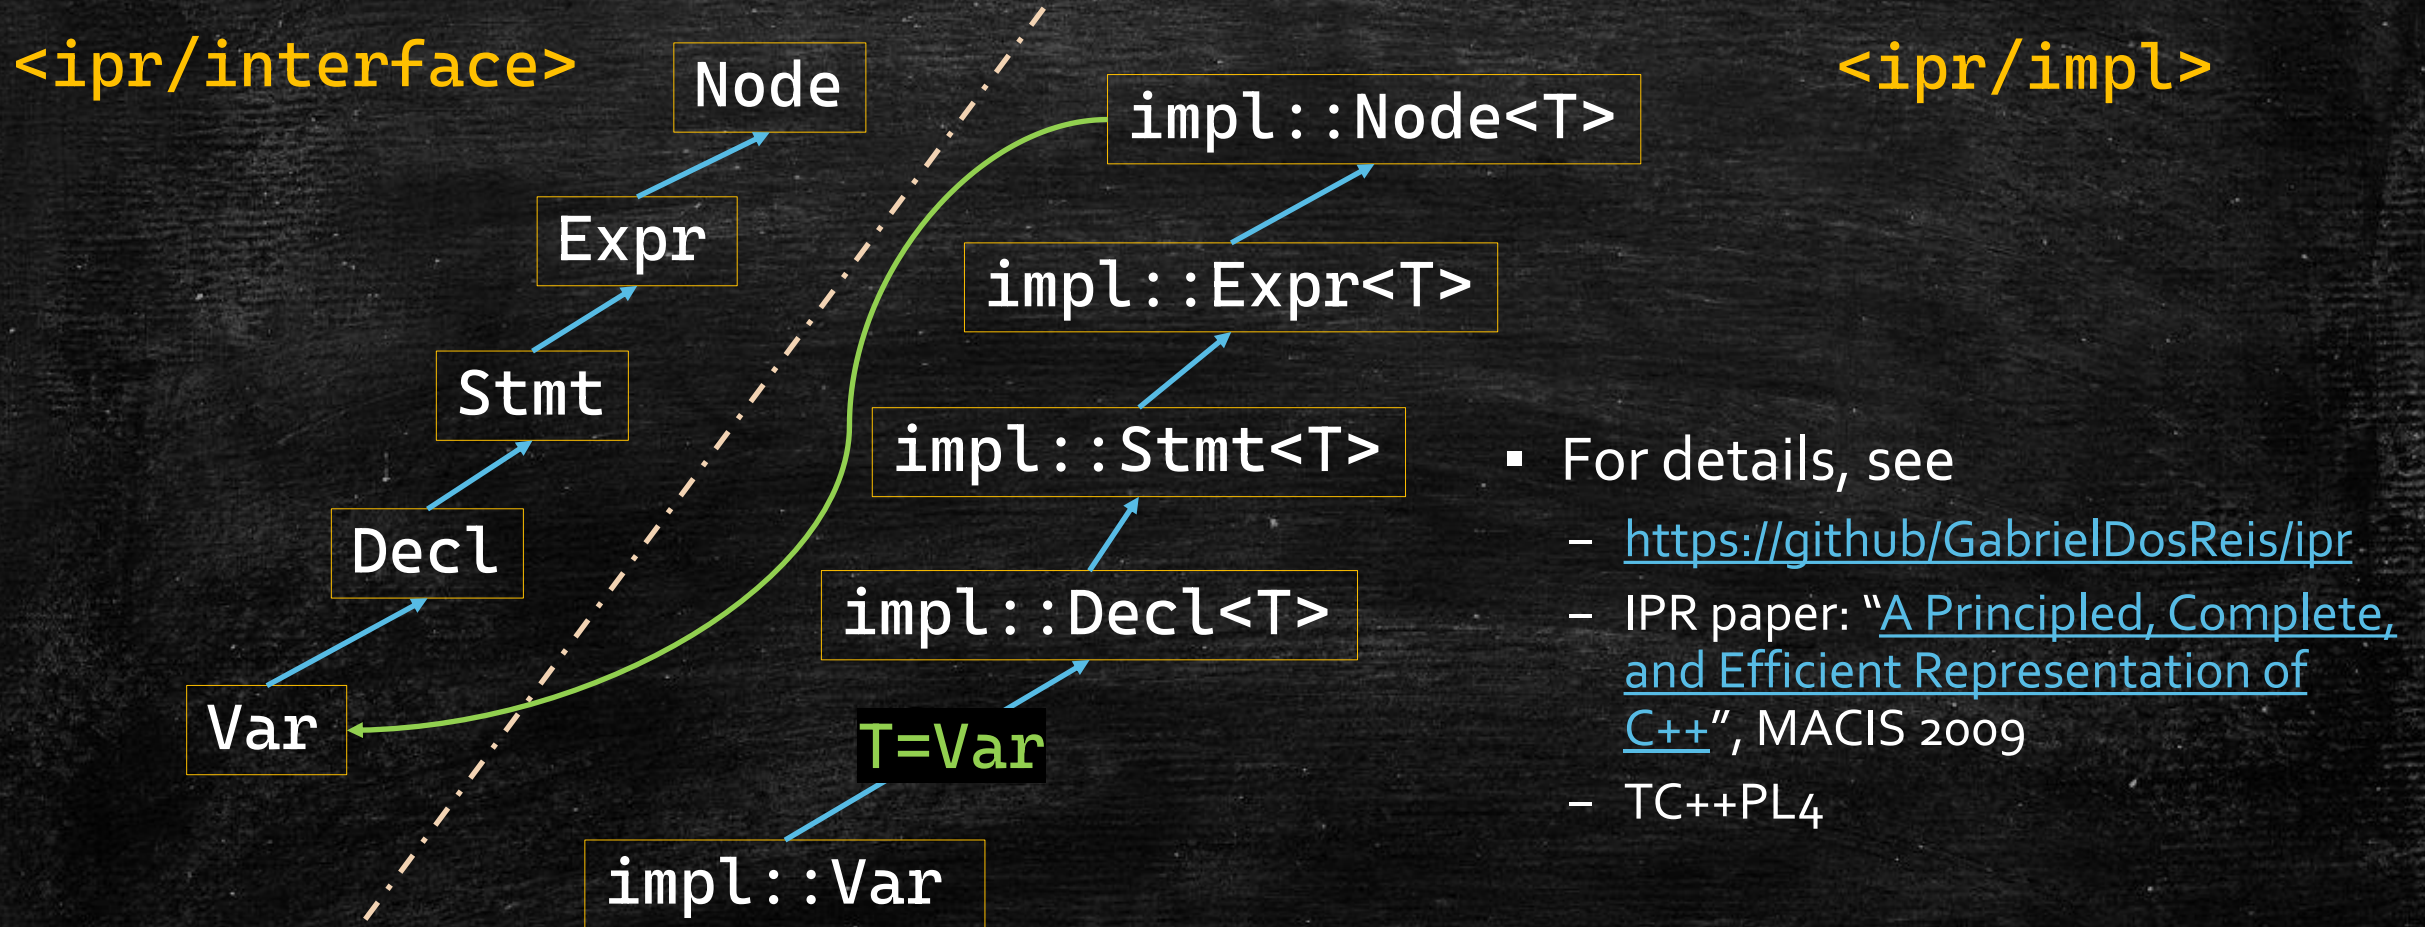 <ipr/interface>
<ipr/impl>
Node
Expr
Stmt
Decl
Var
impl::Node<T>
impl::Expr<T>
impl::Stmt<T>
impl::Decl<T>
T=Var
impl::Var
▪ For details, see
– https://github/GabrielDosReis/ipr
– IPR paper: “A Principled, Complete,
and Efficient Representation of
C++”, MACIS 2009
– TC++PL4